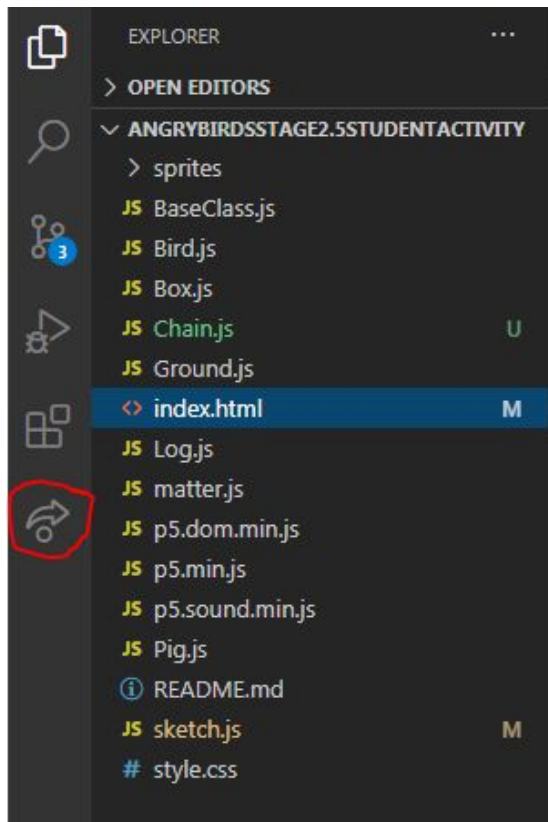 EXPLORER ...
> OPEN EDITORS
ANGRYBIRDSSTAGE2.5STUDENTACTIVITY
> sprites
JS BaseClass.js
JS Bird.js
3
JS Box.js
JS Chain.js U
JS Ground.js
<> index.html M
JS Log.js
JS matter.js
JS p5.dom.min.js
JS p5.min.js
JS p5.sound.min.js
JS Pig.js
README.md
JS sketch.js M
# style.css